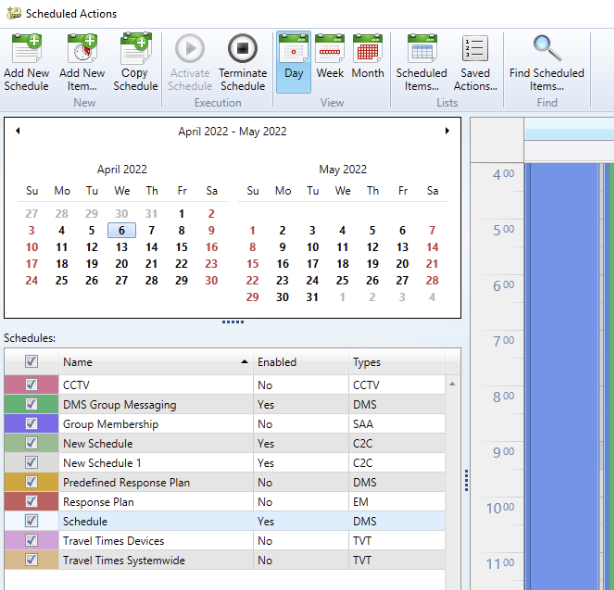 Scheduled Actions
Add New Schedule
Add New Item...
Copy Schedule
Activate Schedule
Terminate Schedule
Day
Week
Month
Scheduled Items...
Saved Actions...
Find Scheduled Items...
New
Execution
View
Lists
Find
April 2022 - May 2022
April 2022
Su Mo Tu We Th Fr Sa
27 28 29 30 31 1 2
3 4 5 6 7 8 9
10 11 12 13 14 15 16
17 18 19 20 21 22 23
24 25 26 27 28 29 30
May 2022
Su Mo Tu We Th Fr Sa
1 2 3 4 5 6 7
8 9 10 11 12 13 14
15 16 17 18 19 20 21
22 23 24 25 26 27 28
29 30 31 1 2 3 4
Schedules:
Name Enabled Types
CCTV No CCTV
DMS Group Messaging Yes DMS
Group Membership No SAA
New Schedule Yes C2C
New Schedule 1 Yes C2C
Predefined Response Plan No DMS
Response Plan No EM
Schedule Yes DMS
Travel Times Devices No TVT
Travel Times Systemwide No TVT
4 00
5 00
6 00
7 00
8 00
9 00
10 00
11 00